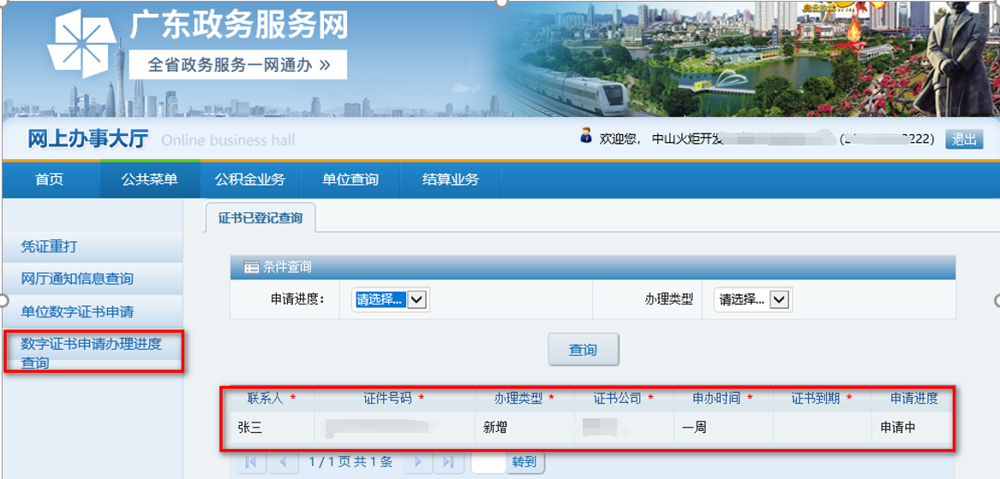 广东政务服务网
全省政务服务一网通办 »
网上办事大厅 Online business hall
欢迎您, 中山火炬开发 222)
退出
首页 公共菜单 公积金业务 单位查询 结算业务
凭证重打
网厅通知信息查询
单位数字证书申请
数字证书申请办理进度
查询
证书已登记查询
条件查询
申请进度： 请选择... 办理类型 请选择...
查询
联系人 * 证件号码 * 办理类型 * 证书公司 * 申办时间 * 证书到期 * 申请进度
张三 新增 一周 申请中
1 / 1 页 共 1 条 转到